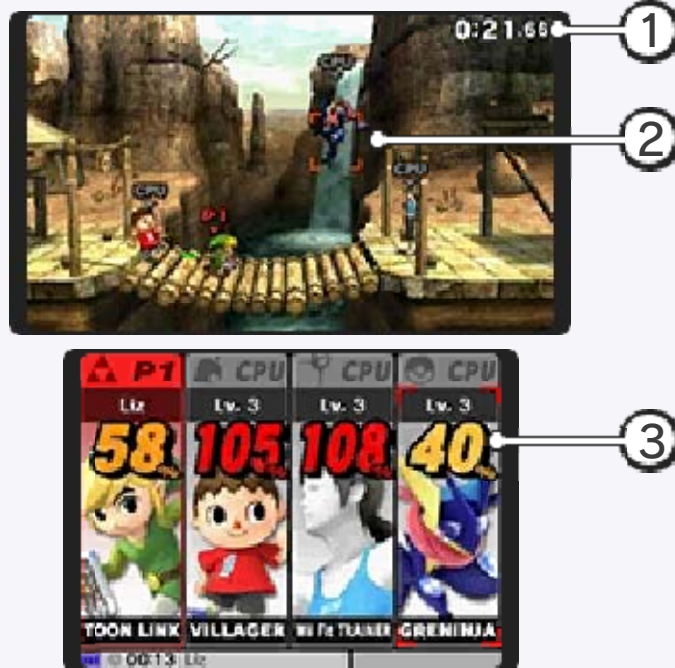 0:21.66
1
CPU
2
CPU
CPU
P1
P1 CPU CPU CPU
Liz Lv. 3 Lv. 3 Lv. 3
58% 105% 108% 40%
3
TOON LINK VILLAGER Wii Fit TRAINER GRENINJA
00:13 Liz